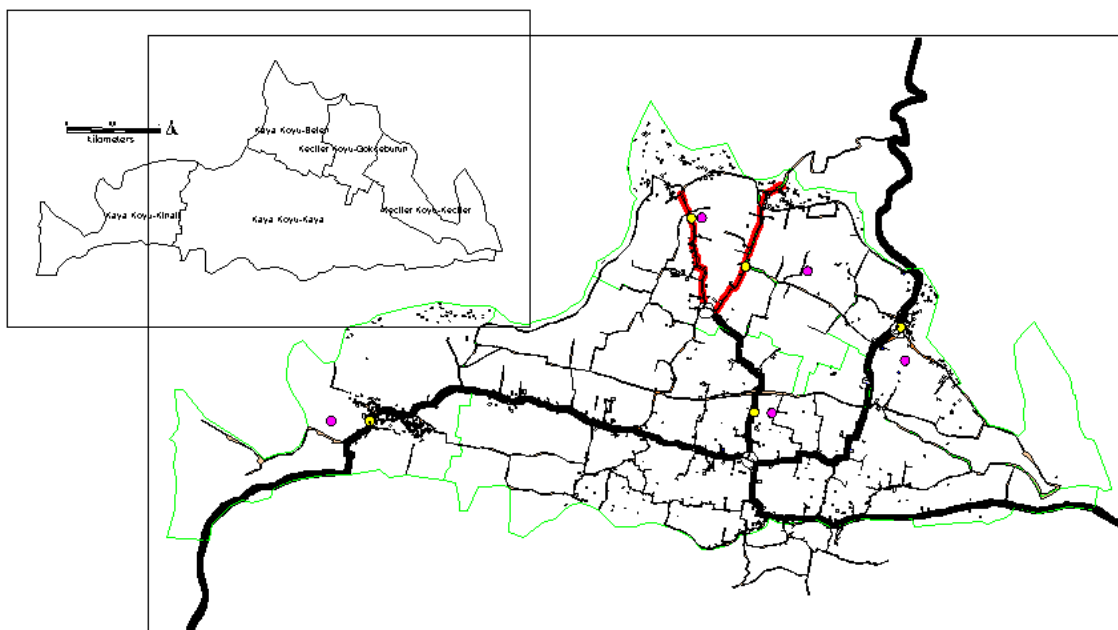 Kaya Koyu-Belen
Kilometers
Keciler Koyu-Gokceburun
Kaya Koyu-Kinali
Kaya Koyu-Kaya
Keciler Koyu-Keciler